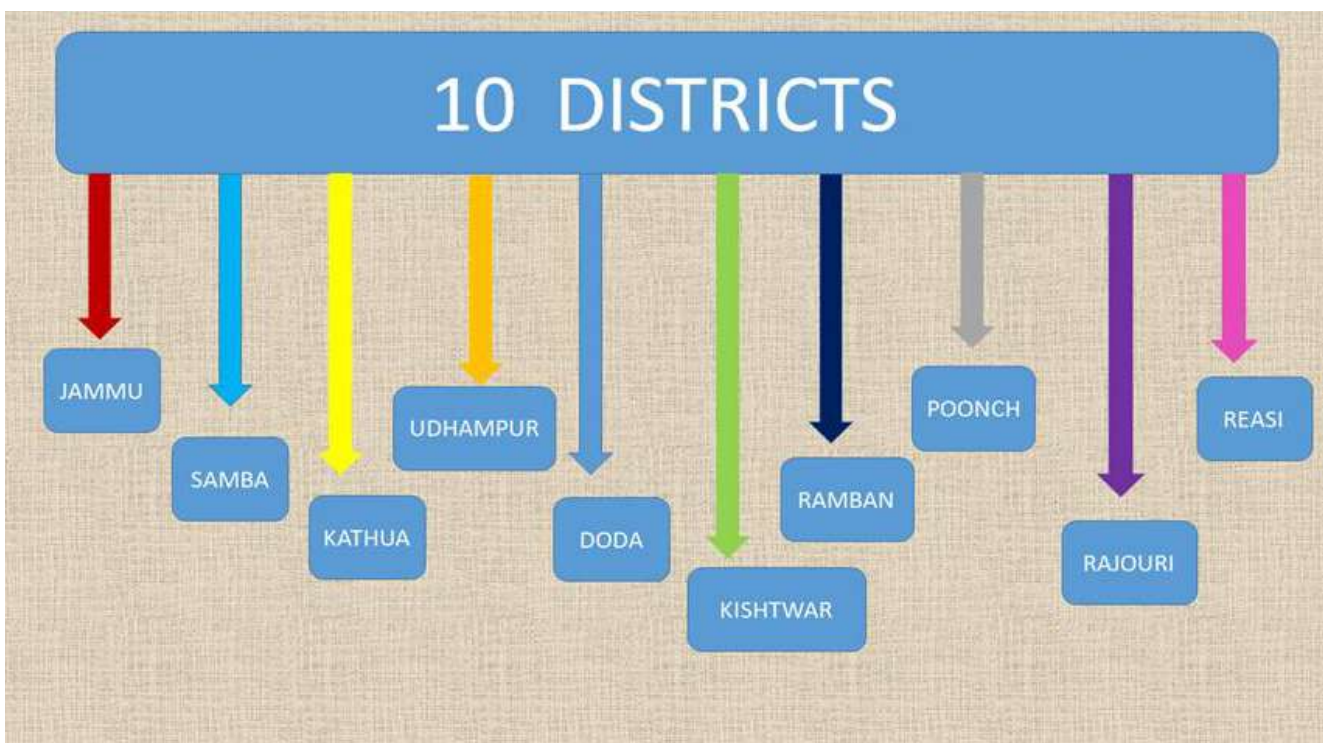 10 DISTRICTS
JAMMU
SAMBA
KATHUA
UDHAMPUR
DODA
KISHTWAR
RAMBAN
POONCH
RAJOURI
REASI